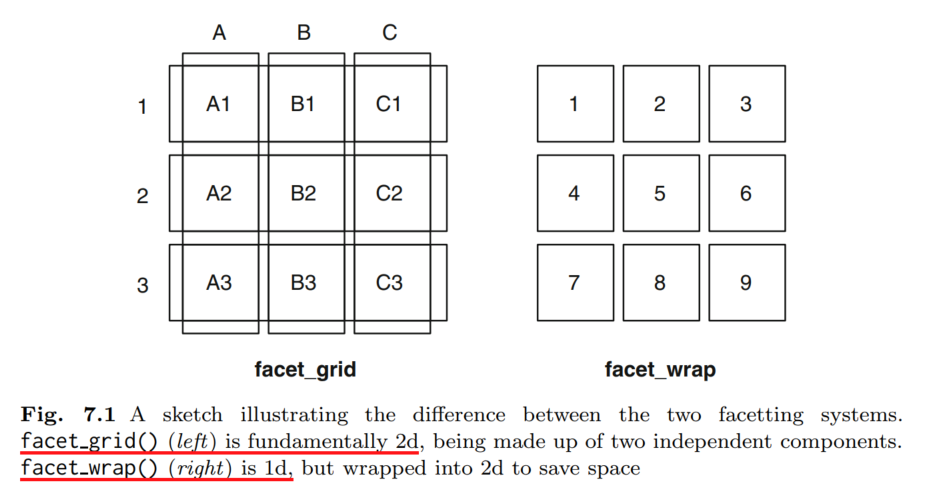 A B C
1 A1 B1 C1 1 2 3
2 A2 B2 C2 4 5 6
3 A3 B3 C3 7 8 9
facet_grid facet_wrap
Fig. 7.1 A sketch illustrating the difference between the two facetting systems.
facet_grid() (left) is fundamentally 2d, being made up of two independent components.
facet_wrap() (right) is 1d, but wrapped into 2d to save space